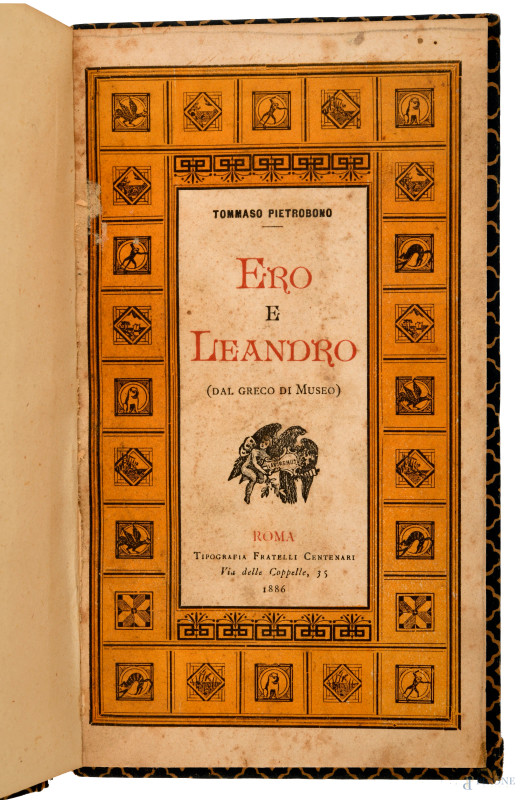 TOMMASO PIETROBONO
ERO
E
LEANDRO
(DAL GRECO DI MUSEO)
ROMA
TIPOGRAFIA FRATELLI CENTENARI
Via delle Coppelle, 35
1886